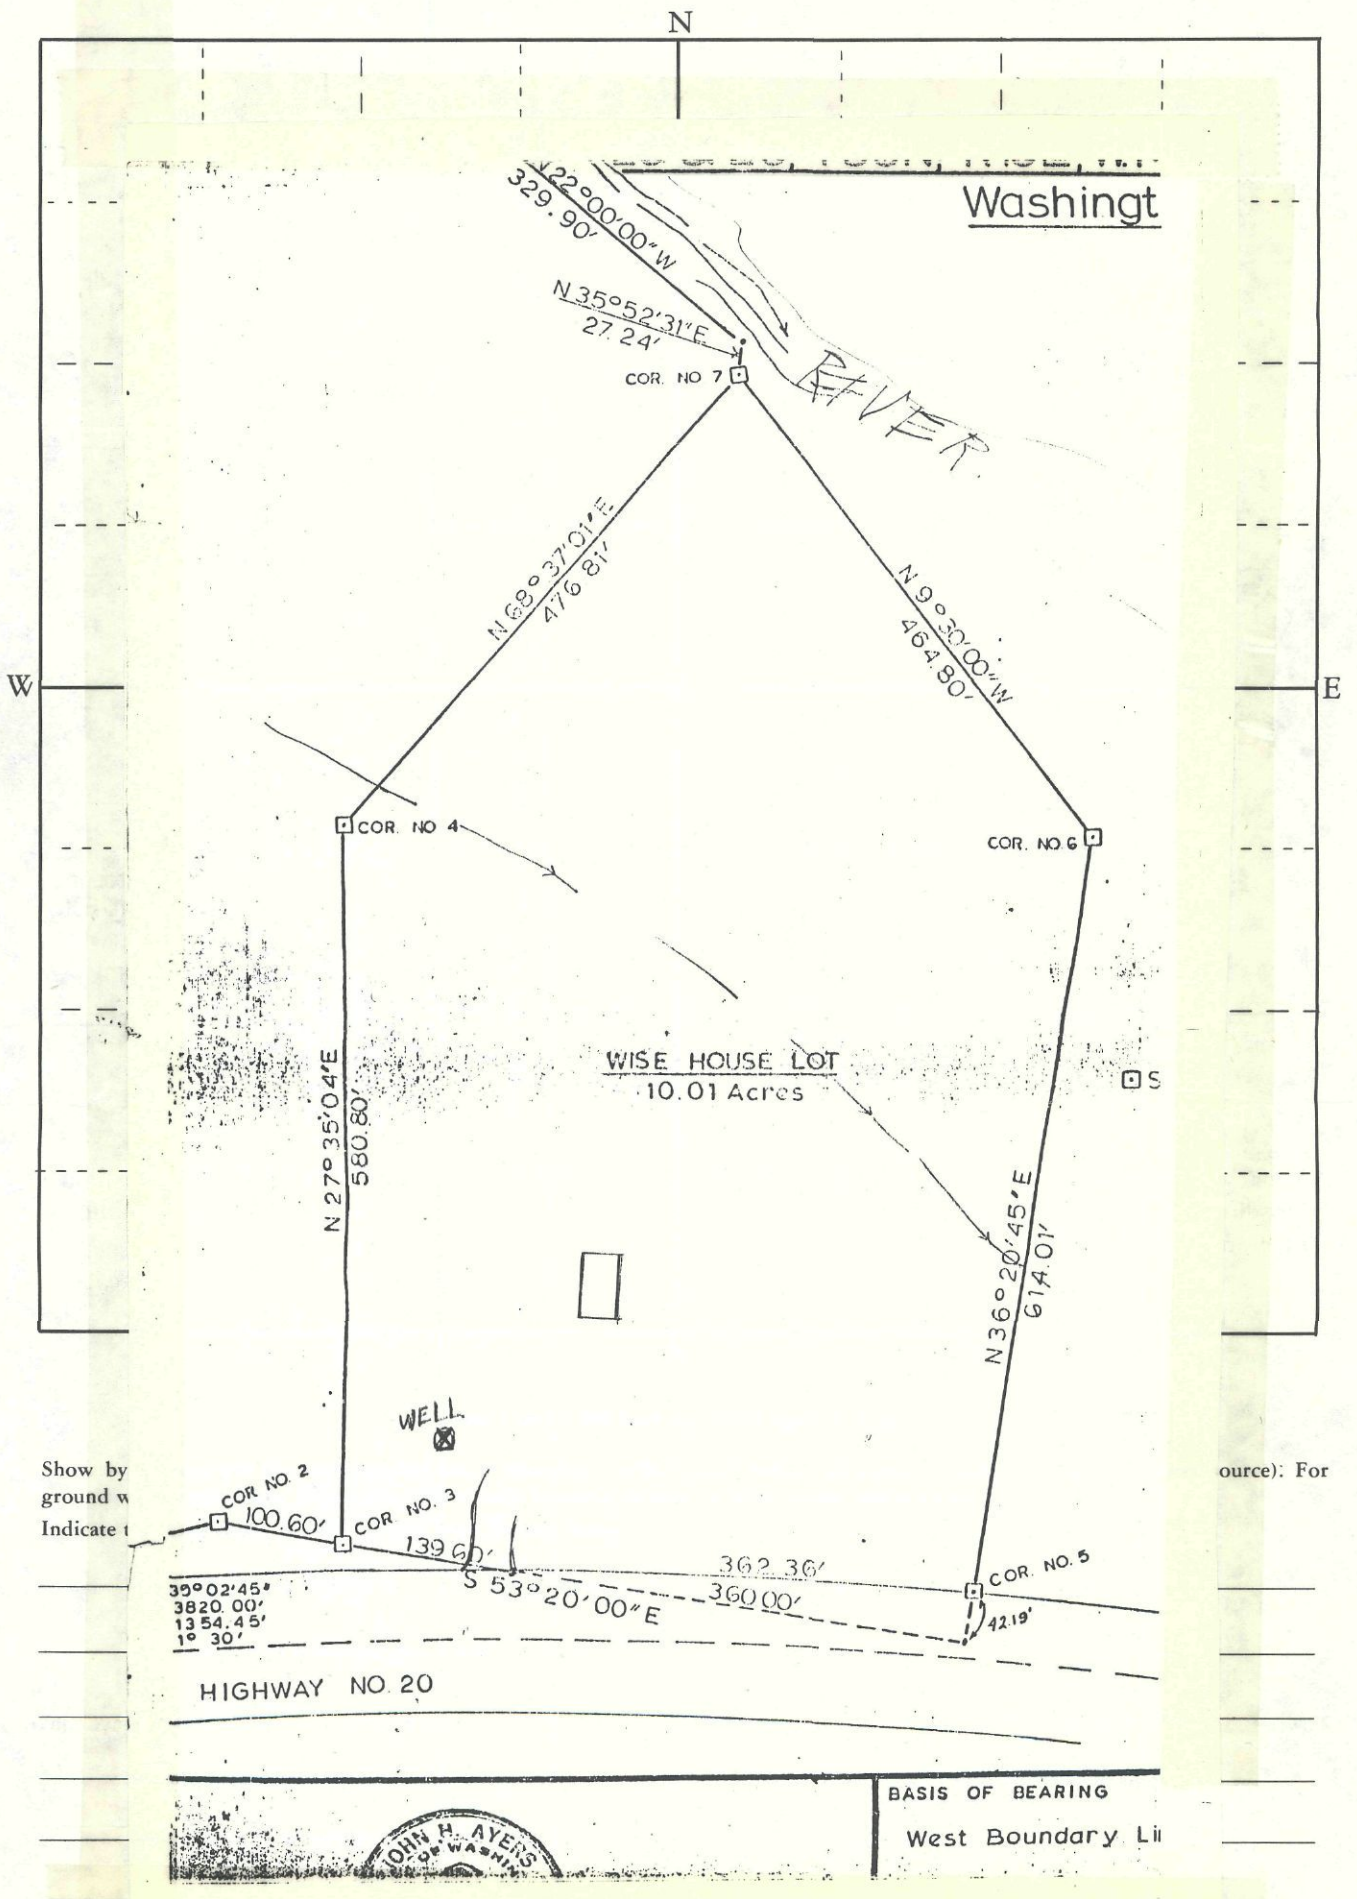 N
Washingt
22°00'00"W
329.90'
N 35°52'31"E
27.24'
COR. NO 7
RIVER
N 68°37'01"E
476.81'
N 9°30'00"W
464.80'
W
E
COR. NO 4
COR. NO. 6
WISE HOUSE LOT
10.01 Acres
S
N 27°35'04"E
580.80'
N 36°20'45"E
614.01'
WELL
Show by
ource): For
ground w
Indicate t
COR NO. 2
100.60'
COR NO. 3
139.60'
362.36'
COR. NO. 5
S 53°20'00"E
360.00'
42.19'
39°02'45"
3820.00'
1354.45'
1° 30'
HIGHWAY NO. 20
BASIS OF BEARING
West Boundary Li
JOHN H. AYERS
OF WASHIN